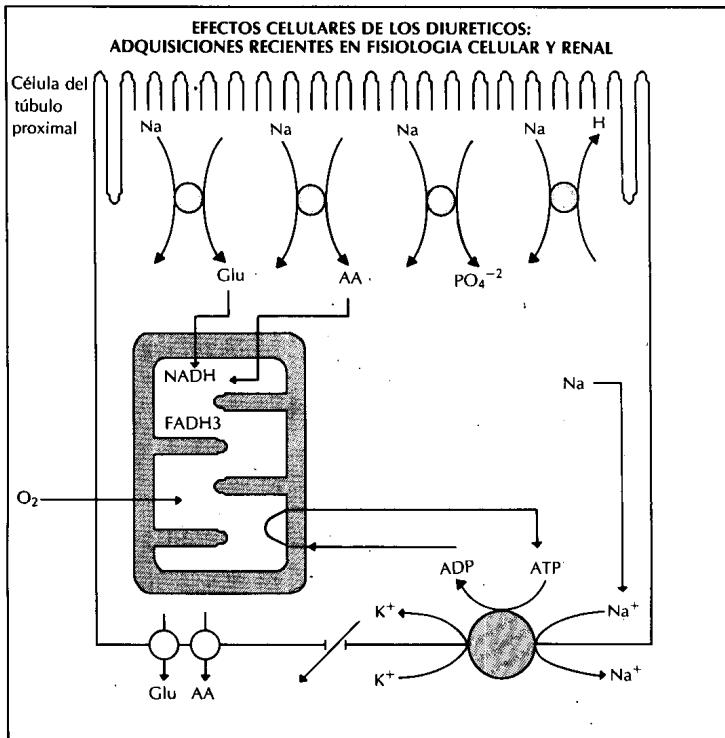 EFECTOS CELULARES DE LOS DIURETICOS:
ADQUISICIONES RECIENTES EN FISIOLOGIA CELULAR Y RENAL
Célula del
túbulo
proximal
Na
Na
Na
Na
H
Glu
AA
PO₄⁻²
NADH
FADH3
Na
O₂
ADP
ATP
K⁺
Na⁺
K⁺
Na⁺
Glu
AA